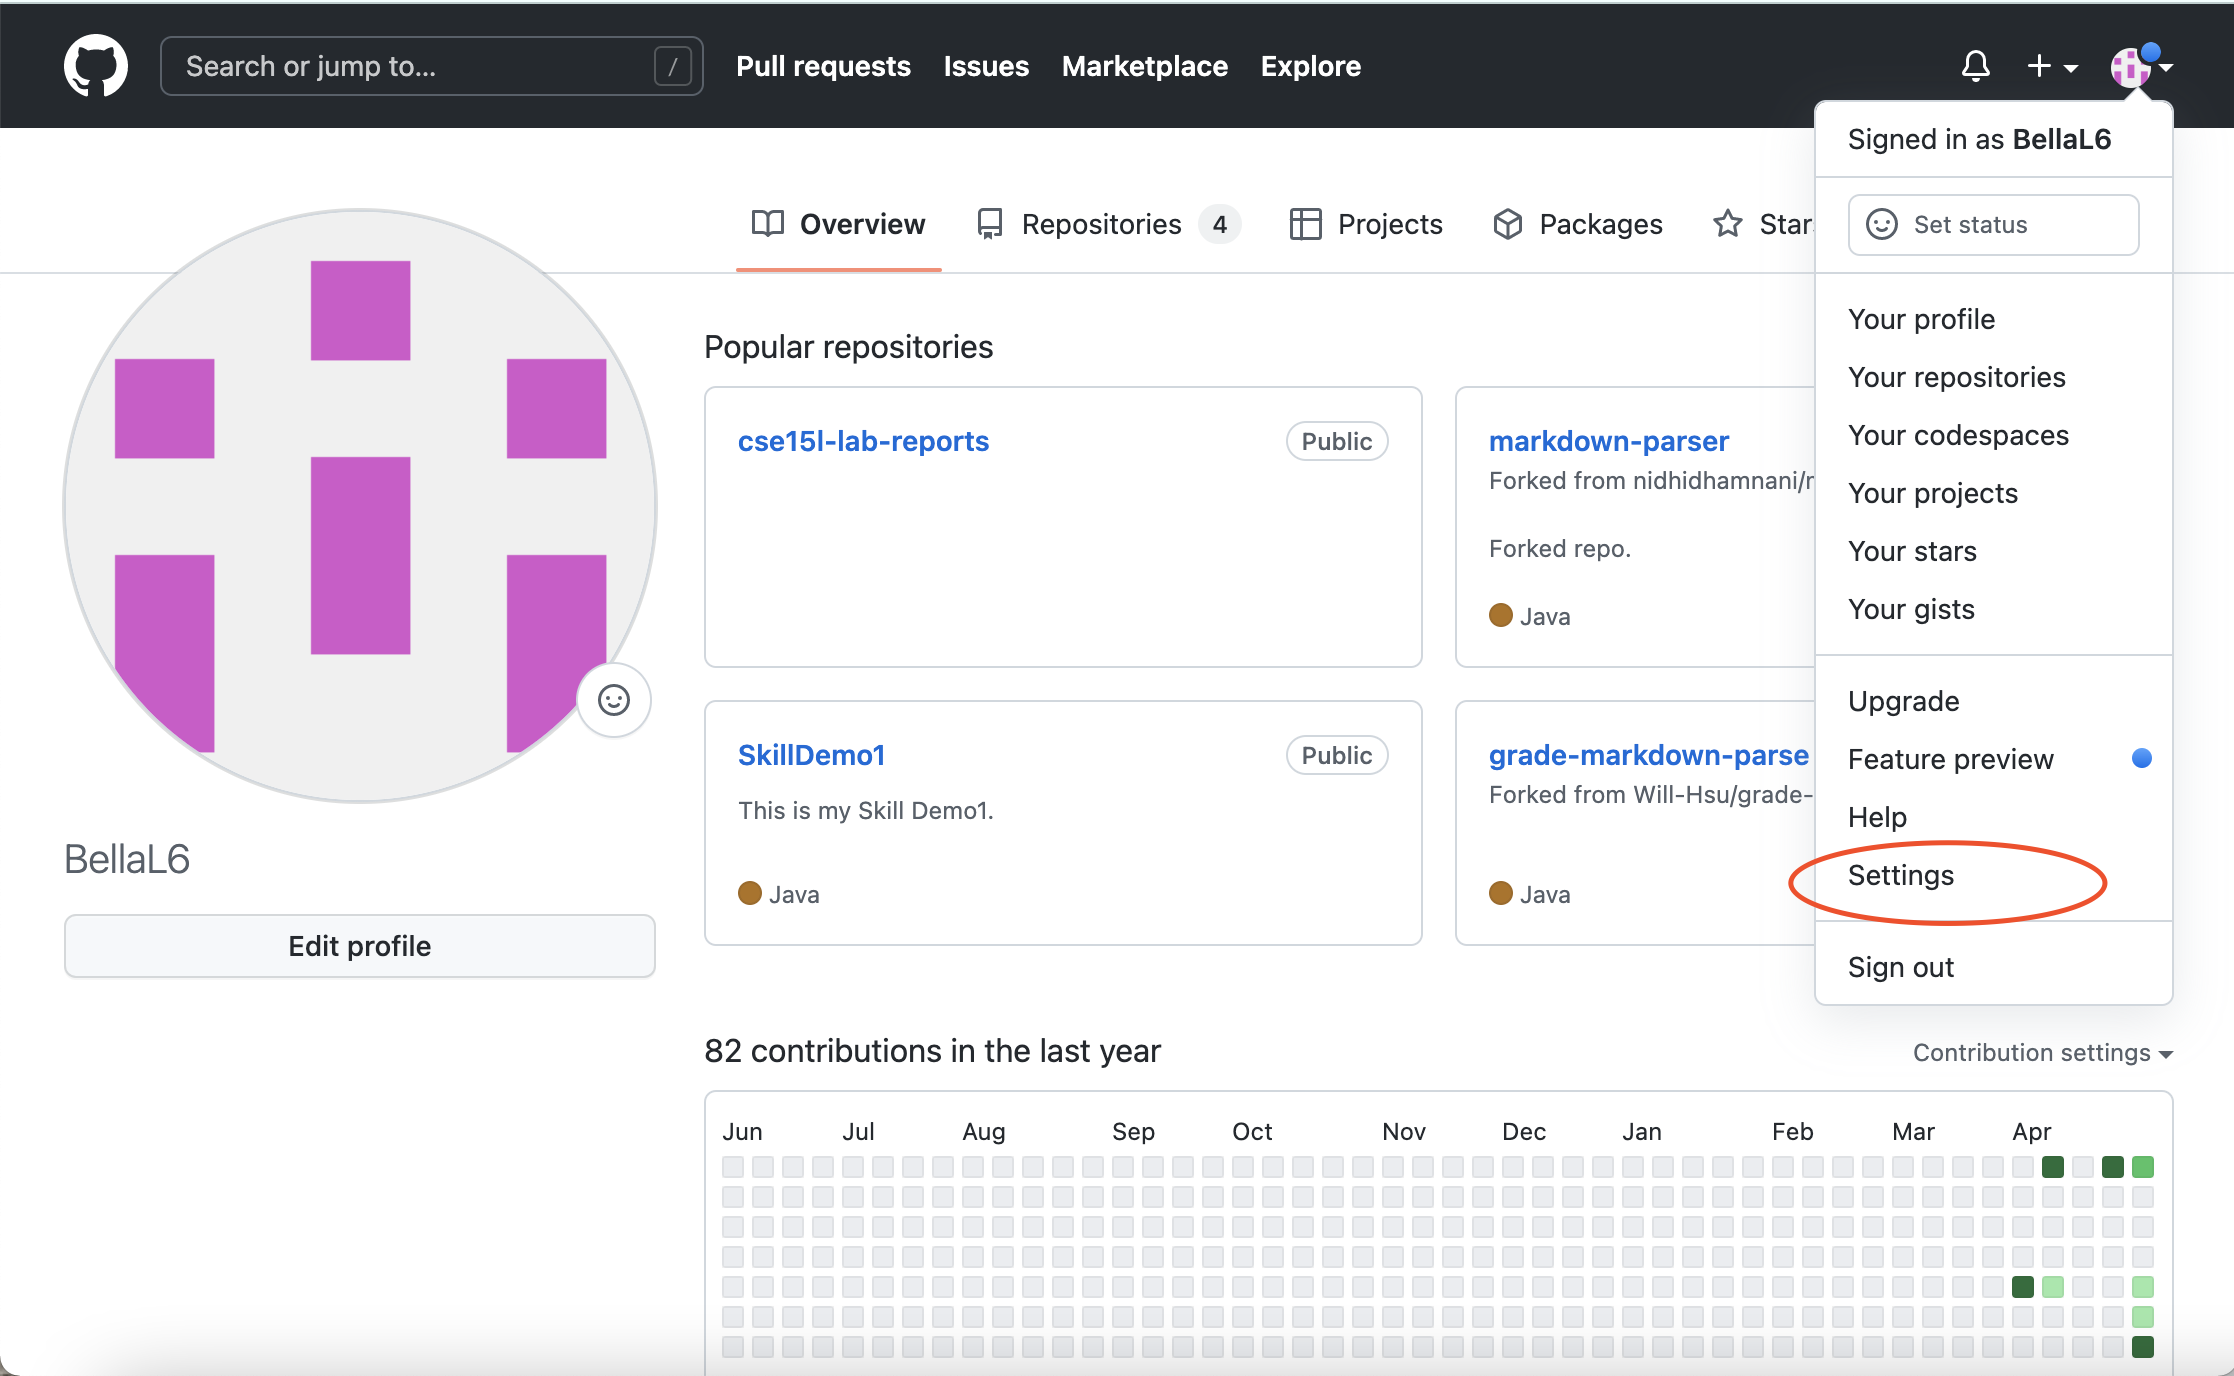 Search or jump to... /
Pull requests Issues Marketplace Explore
Signed in as BellaL6
Set status
Your profile
Your repositories
Your codespaces
Your projects
Your stars
Your gists
Upgrade
Feature preview
Help
Settings
Sign out
Overview Repositories 4 Projects Packages Star
BellaL6
Edit profile
Popular repositories
cse15l-lab-reports Public
markdown-parser
Forked from nidhidhamnani/
Forked repo.
Java
SkillDemo1 Public
This is my Skill Demo1.
Java
grade-markdown-parse
Forked from Will-Hsu/grade-
Java
82 contributions in the last year
Contribution settings
Jun Jul Aug Sep Oct Nov Dec Jan Feb Mar Apr